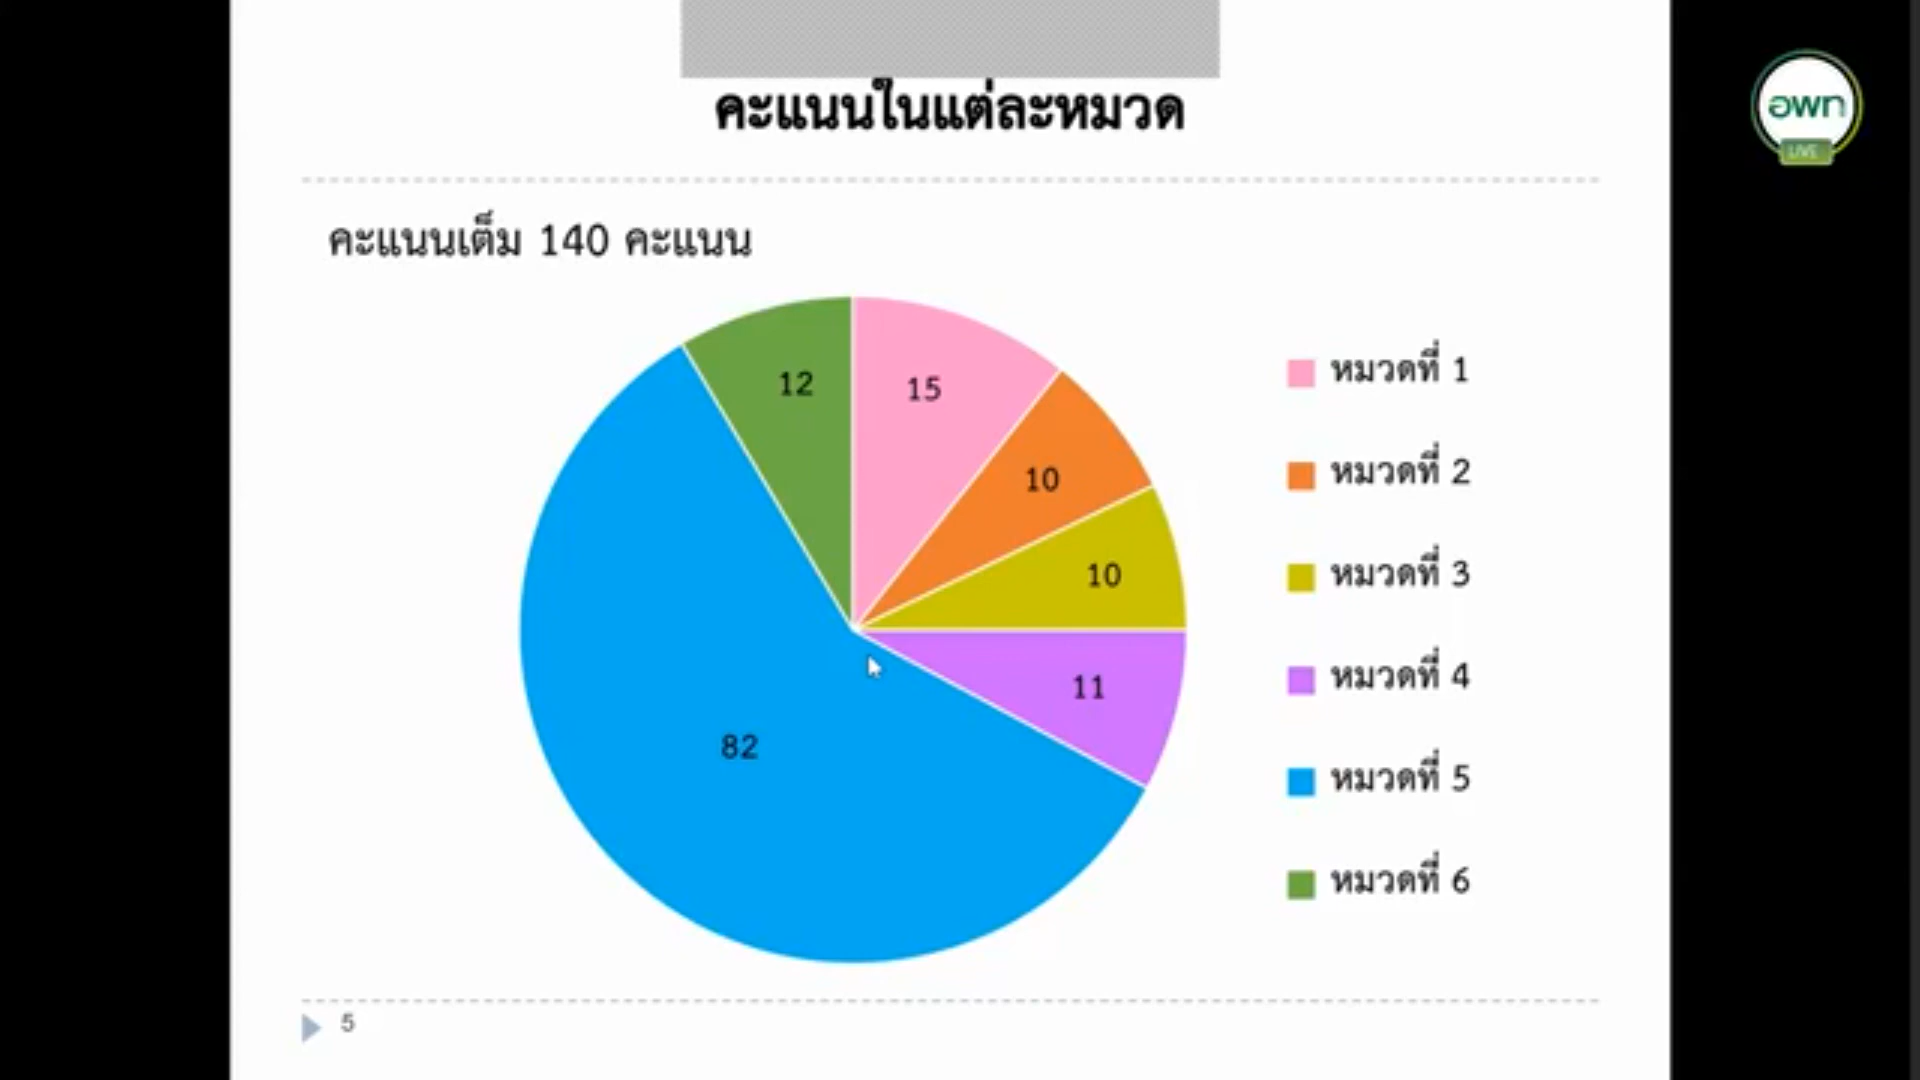 คะแนนในแต่ละหมวด
อพท
LIVE
คะแนนเต็ม 140 คะแนน
12
15
10
10
11
82
หมวดที่ 1
หมวดที่ 2
หมวดที่ 3
หมวดที่ 4
หมวดที่ 5
หมวดที่ 6
5